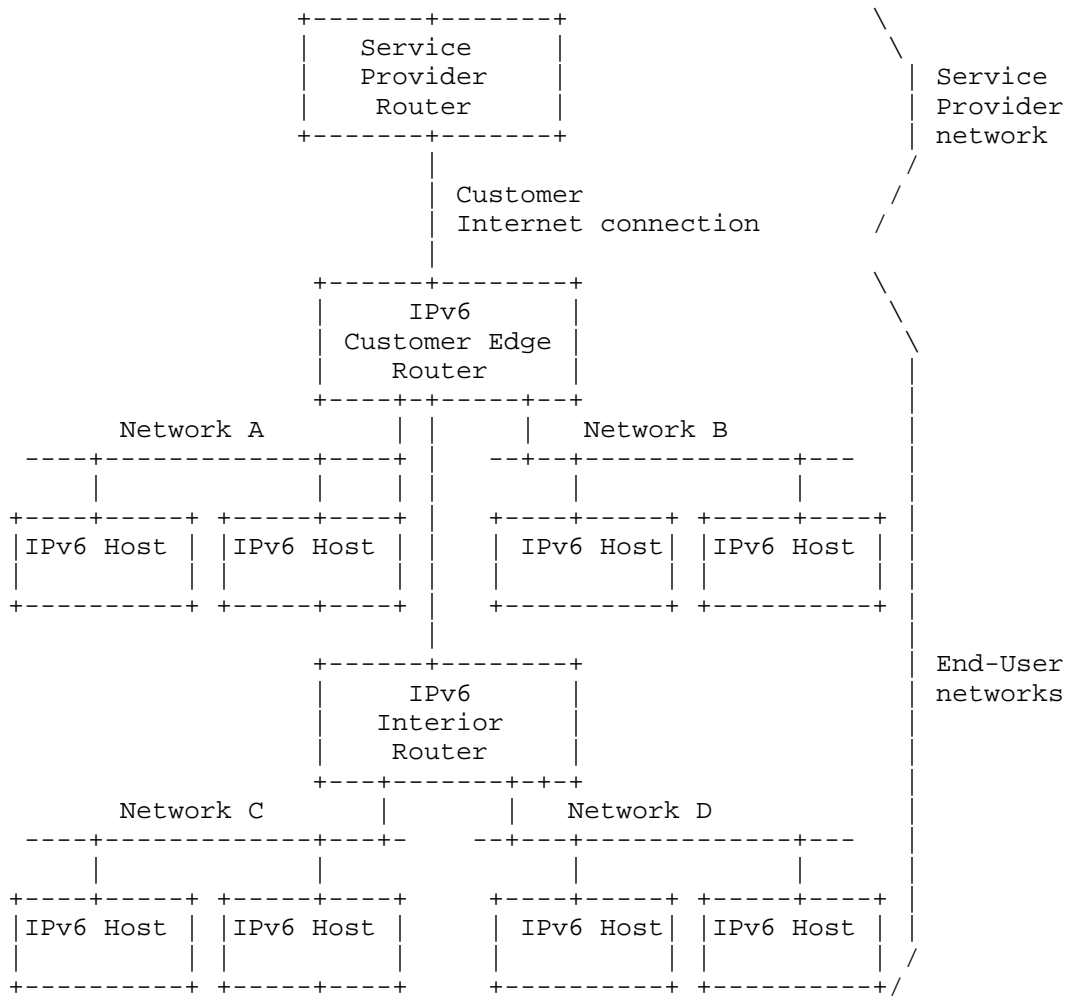 Service
Provider
Router
Service
Provider
network
Customer
Internet connection
IPv6
Customer Edge
Router
Network A
Network B
IPv6 Host
IPv6 Host
IPv6 Host
IPv6 Host
IPv6
Interior
Router
End-User
networks
Network C
Network D
IPv6 Host
IPv6 Host
IPv6 Host
IPv6 Host